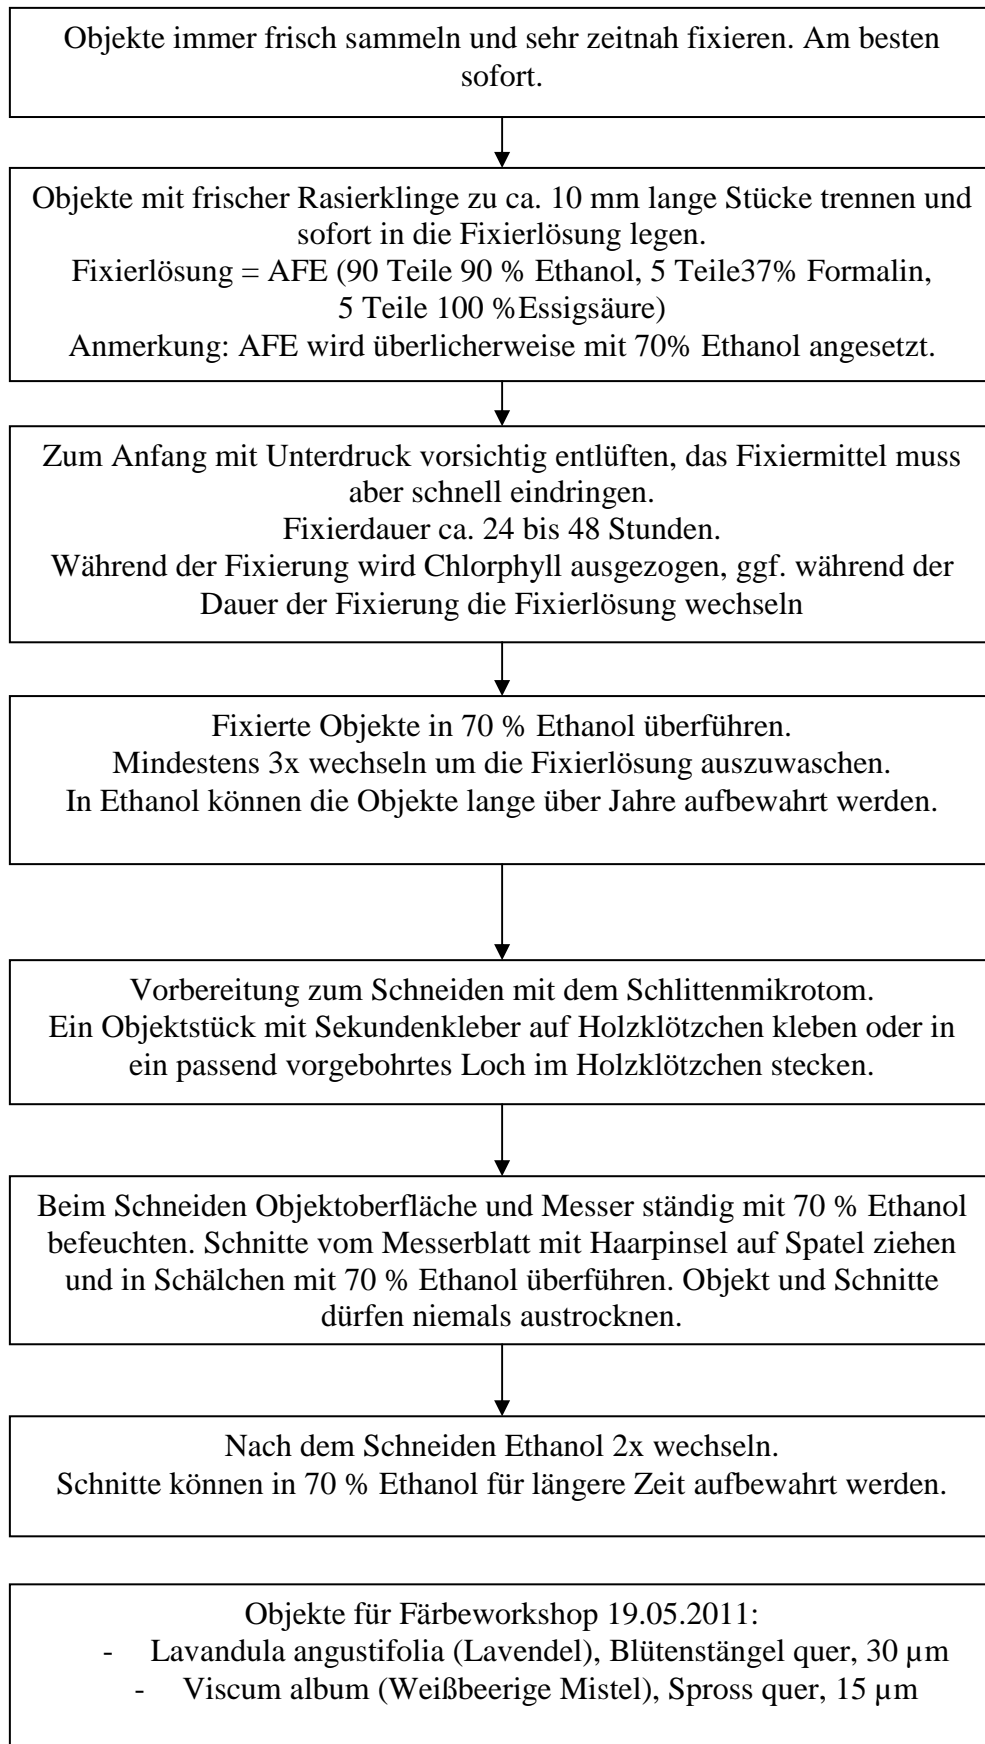 Objekte immer frisch sammeln und sehr zeitnah fixieren. Am besten
sofort.
Objekte mit frischer Rasierklinge zu ca. 10 mm lange Stücke trennen und
sofort in die Fixierlösung legen.
Fixierlösung = AFE (90 Teile 90 % Ethanol, 5 Teile37% Formalin,
5 Teile 100 %Essigsäure)
Anmerkung: AFE wird überlicherweise mit 70% Ethanol angesetzt.
Zum Anfang mit Unterdruck vorsichtig entlüften, das Fixiermittel muss
aber schnell eindringen.
Fixierdauer ca. 24 bis 48 Stunden.
Während der Fixierung wird Chlorphyll ausgezogen, ggf. während der
Dauer der Fixierung die Fixierlösung wechseln
Fixierte Objekte in 70 % Ethanol überführen.
Mindestens 3x wechseln um die Fixierlösung auszuwaschen.
In Ethanol können die Objekte lange über Jahre aufbewahrt werden.
Vorbereitung zum Schneiden mit dem Schlittenmikrotom.
Ein Objektstück mit Sekundenkleber auf Holzklötzchen kleben oder in
ein passend vorgebohrtes Loch im Holzklötzchen stecken.
Beim Schneiden Objektoberfläche und Messer ständig mit 70 % Ethanol
befeuchten. Schnitte vom Messerblatt mit Haarpinsel auf Spatel ziehen
und in Schälchen mit 70 % Ethanol überführen. Objekt und Schnitte
dürfen niemals austrocknen.
Nach dem Schneiden Ethanol 2x wechseln.
Schnitte können in 70 % Ethanol für längere Zeit aufbewahrt werden.
Objekte für Färbeworkshop 19.05.2011:
- Lavandula angustifolia (Lavendel), Blütenstängel quer, 30 µm
- Viscum album (Weißbeerige Mistel), Spross quer, 15 µm